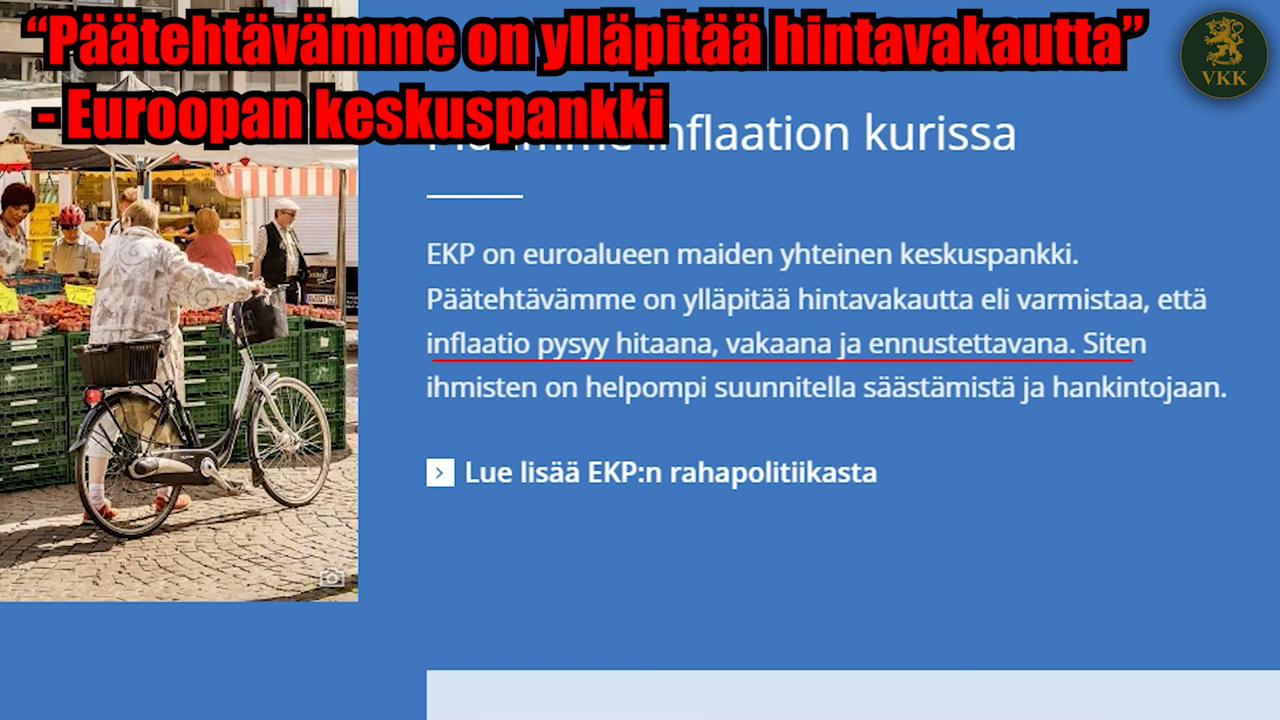 “Päätehtävämme on ylläpitää hintavakautta”
- Euroopan keskuspankki
VKK
inflaation kurissa
EKP on euroalueen maiden yhteinen keskuspankki.
Päätehtävämme on ylläpitää hintavakautta eli varmistaa, että
inflaatio pysyy hitaana, vakaana ja ennustettavana. Siten
ihmisten on helpompi suunnitella säästämistä ja hankintojaan.
Lue lisää EKP:n rahapolitiikasta